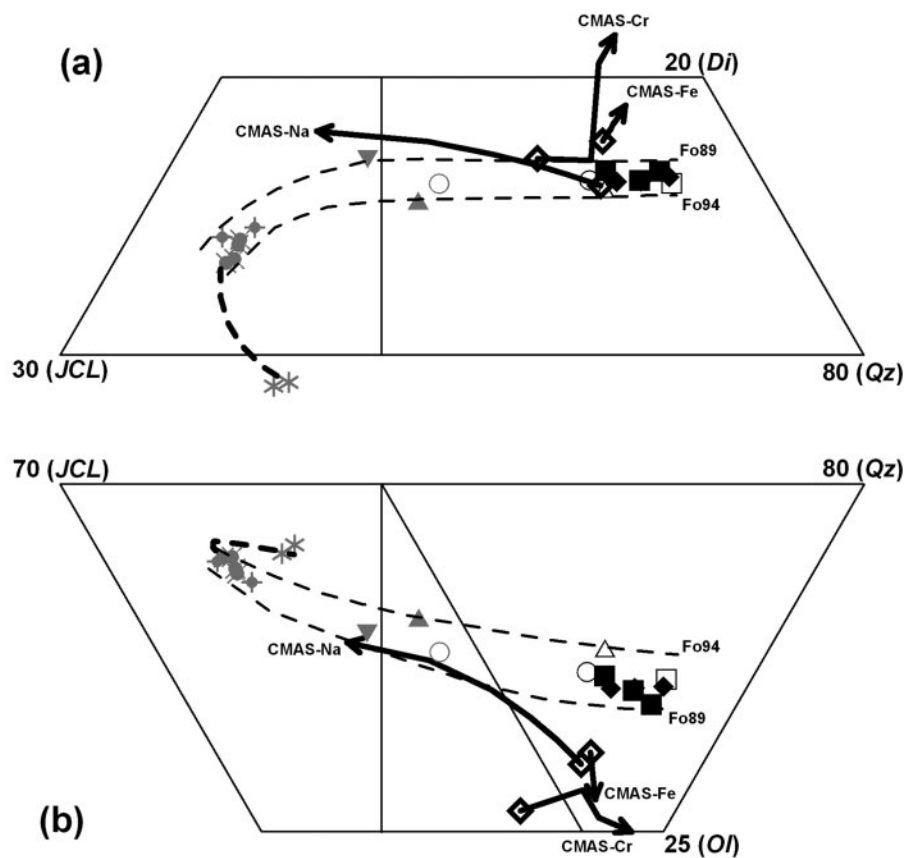 CMAS-Cr
(a)
20 (Di)
CMAS-Fe
CMAS-Na
Fo89
Fo94
30 (JCL)
80 (Qz)
70 (JCL)
80 (Qz)
Fo94
CMAS-Na
Fo89
CMAS-Fe
(b)
CMAS-Cr
25 (Ol)